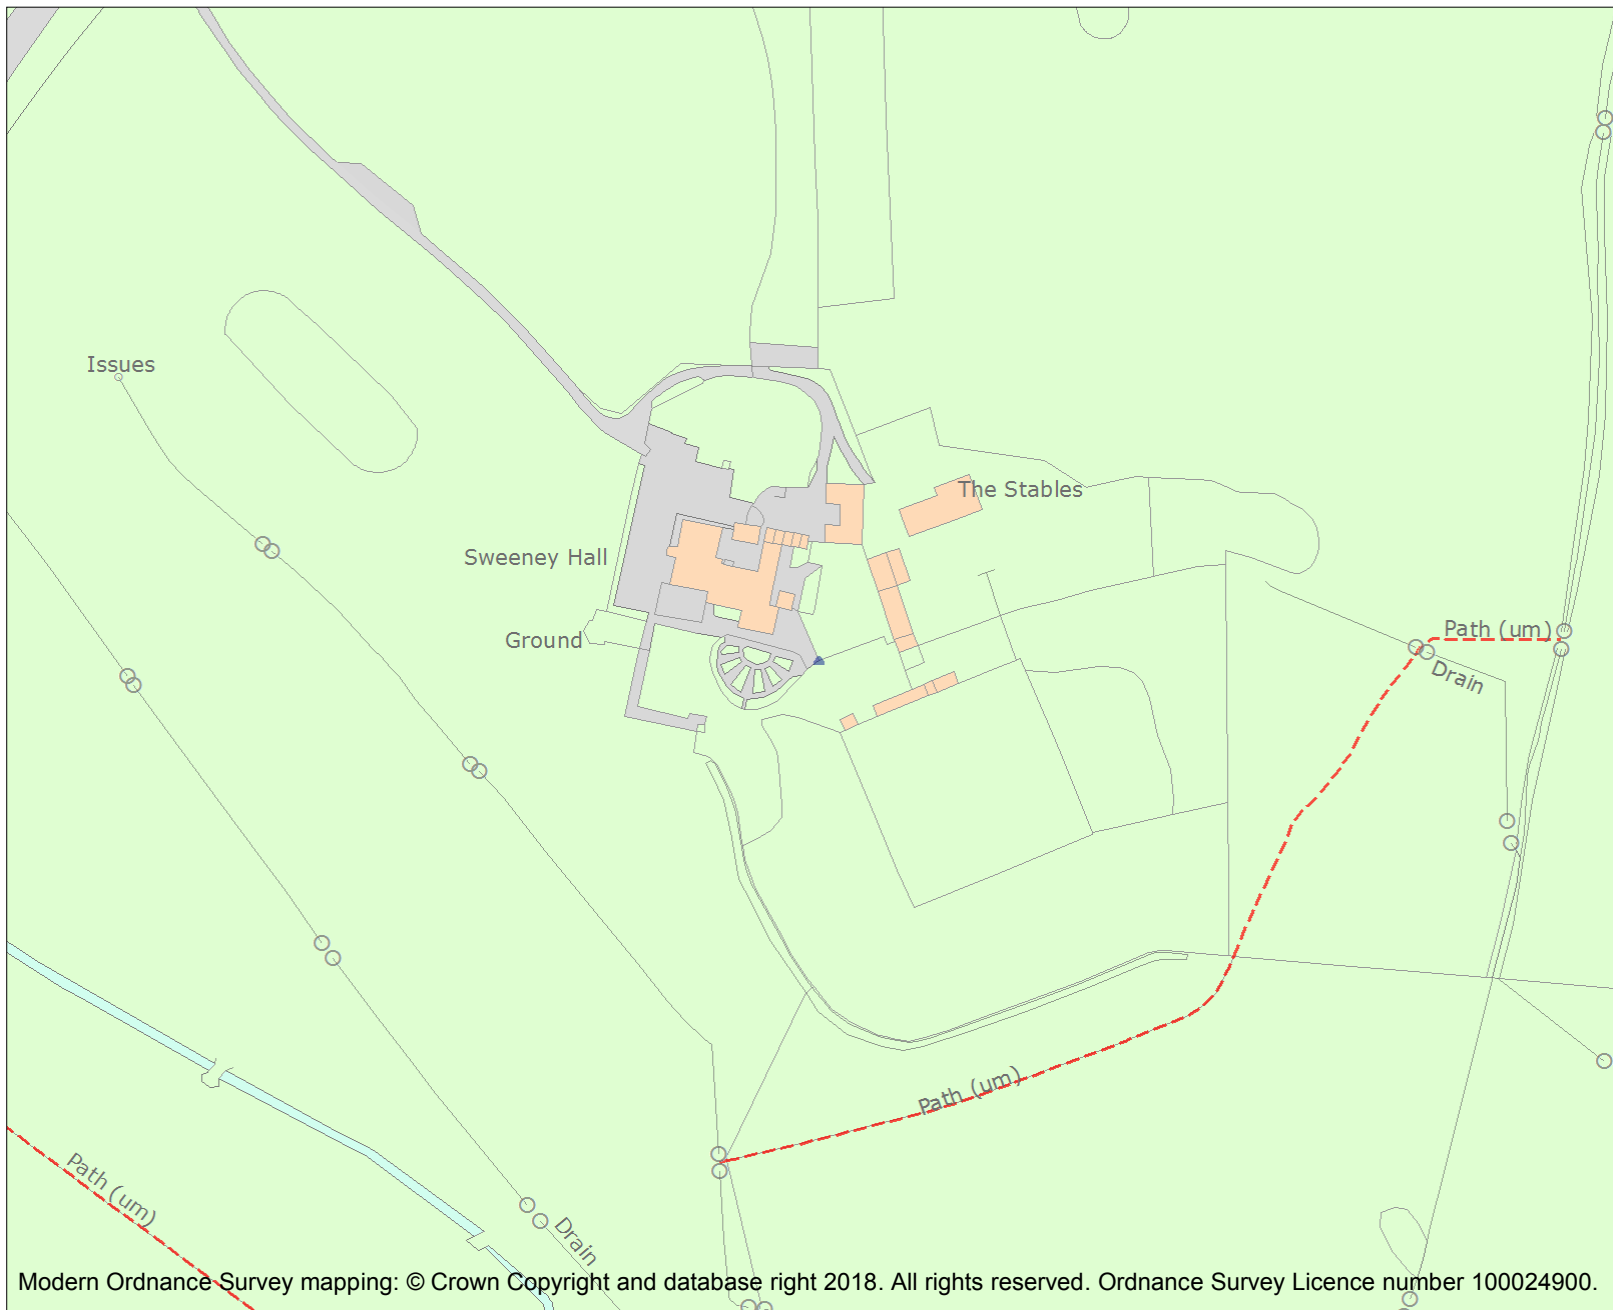 Issues
The Stables
Sweeney Hall
Ground
Path (um)
Drain
Path (um)
Path (um)
Drain
Modern Ordnance Survey mapping: © Crown Copyright and database right 2018. All rights reserved. Ordnance Survey Licence number 100024900.